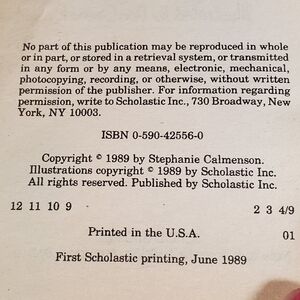 No part of this publication may be reproduced in whole
or in part, or stored in a retrieval system, or transmitted
in any form or by any means, electronic, mechanical,
photocopying, recording, or otherwise, without written
permission of the publisher. For information regarding
permission, write to Scholastic Inc., 730 Broadway, New
York, NY 10003.
ISBN 0-590-42556-0
Copyright © 1989 by Stephanie Calmenson.
Illustrations copyright © 1989 by Scholastic Inc.
All rights reserved. Published by Scholastic Inc.
12 11 10 9 2 3 4/9
Printed in the U.S.A. 01
First Scholastic printing, June 1989